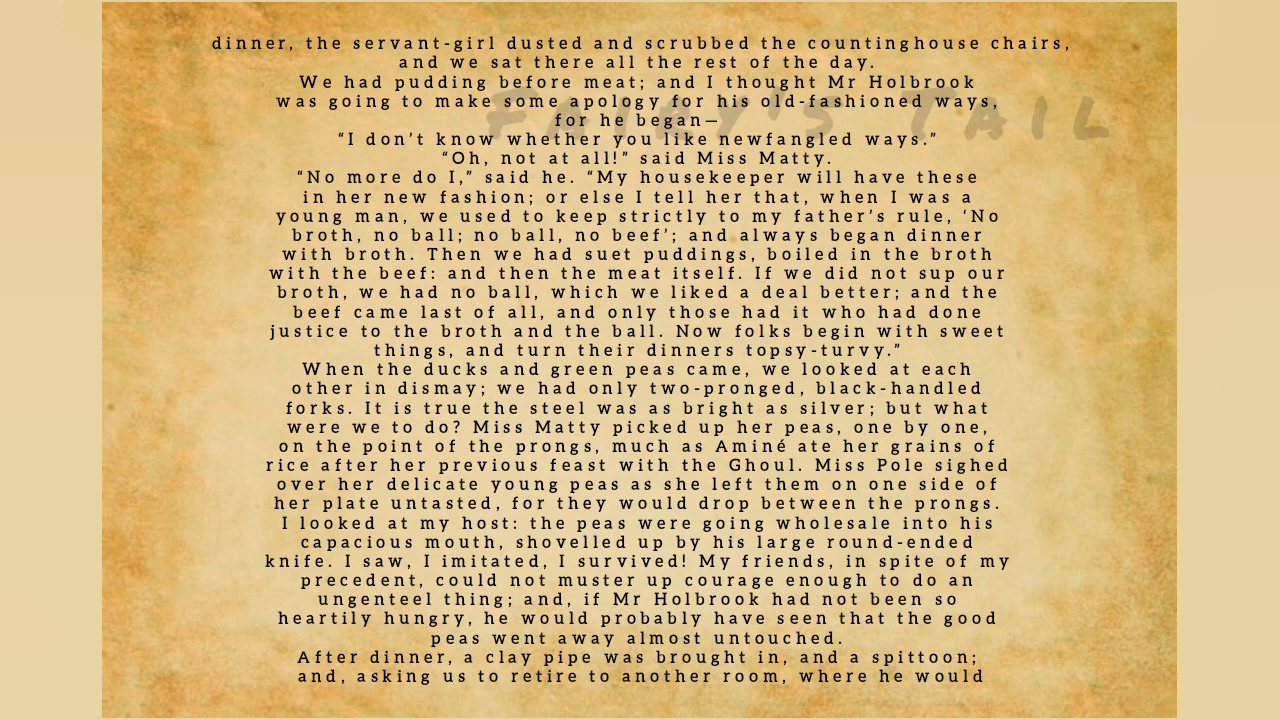 dinner, the servant-girl dusted and scrubbed the countinghouse chairs,
and we sat there all the rest of the day.
We had pudding before meat; and I thought Mr Holbrook
was going to make some apology for his old-fashioned ways,
for he began—
FAIRY'S TAIL
“I don’t know whether you like newfangled ways.”
“Oh, not at all!” said Miss Matty.
“No more do I,” said he. “My housekeeper will have these
in her new fashion; or else I tell her that, when I was a
young man, we used to keep strictly to my father’s rule, ‘No
broth, no ball; no ball, no beef’; and always began dinner
with broth. Then we had suet puddings, boiled in the broth
with the beef: and then the meat itself. If we did not sup our
broth, we had no ball, which we liked a deal better; and the
beef came last of all, and only those had it who had done
justice to the broth and the ball. Now folks begin with sweet
things, and turn their dinners topsy-turvy.”
When the ducks and green peas came, we looked at each
other in dismay; we had only two-pronged, black-handled
forks. It is true the steel was as bright as silver; but what
were we to do? Miss Matty picked up her peas, one by one,
on the point of the prongs, much as Aminé ate her grains of
rice after her previous feast with the Ghoul. Miss Pole sighed
over her delicate young peas as she left them on one side of
her plate untasted, for they would drop between the prongs.
I looked at my host: the peas were going wholesale into his
capacious mouth, shovelled up by his large round-ended
knife. I saw, I imitated, I survived! My friends, in spite of my
precedent, could not muster up courage enough to do an
ungenteel thing; and, if Mr Holbrook had not been so
heartily hungry, he would probably have seen that the good
peas went away almost untouched.
After dinner, a clay pipe was brought in, and a spittoon;
and, asking us to retire to another room, where he would